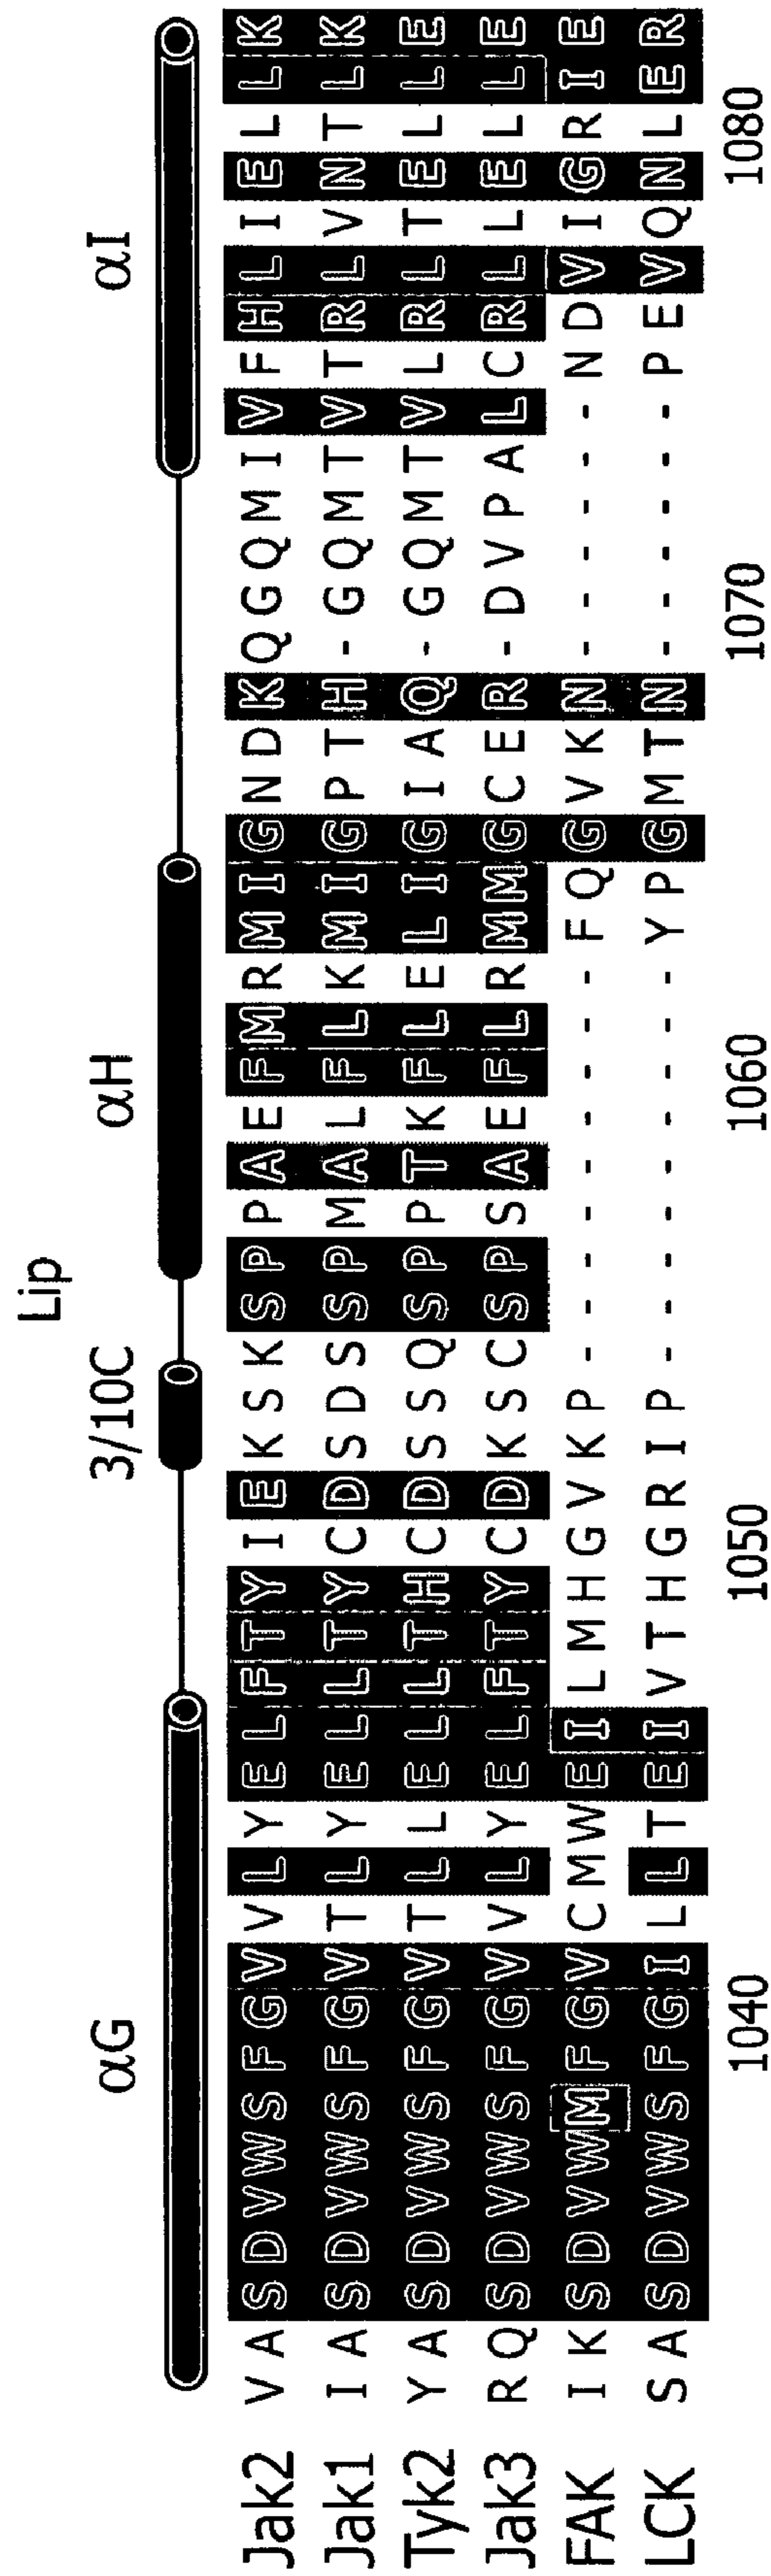 Lip
αG 3/10C αH αI
Jak2 V A S D V W S F G V V L Y E L F T Y I E K S K S P P A E F M R M I G N D K Q G Q M I V F H L I E L L K
Jak1 I A S D V W S F G V T L Y E L L T Y C D S D S S P M A L F L K M I G P T H - G Q M T V T R L V N T L K
Tyk2 Y A S D V W S F G V T L L E L L T H C D S S Q S P P T K F L E L I G I A Q - G Q M T V L R L T E L L E
Jak3 R Q S D V W S F G V V L Y E L F T Y C D K S C S P S A E F L R M M G C E R - D V P A L C R L L E L L E
FAK I K S D V W M F G V C M W E I L M H G V K P - - - - - - - - - F Q G V K N - - - - - - N D V I G R I E
LCK S A S D V W S F G I L L T E I V T H G R I P - - - - - - - - - Y P G M T N - - - - - - P E V Q N L E R
1040 1050 1060 1070 1080